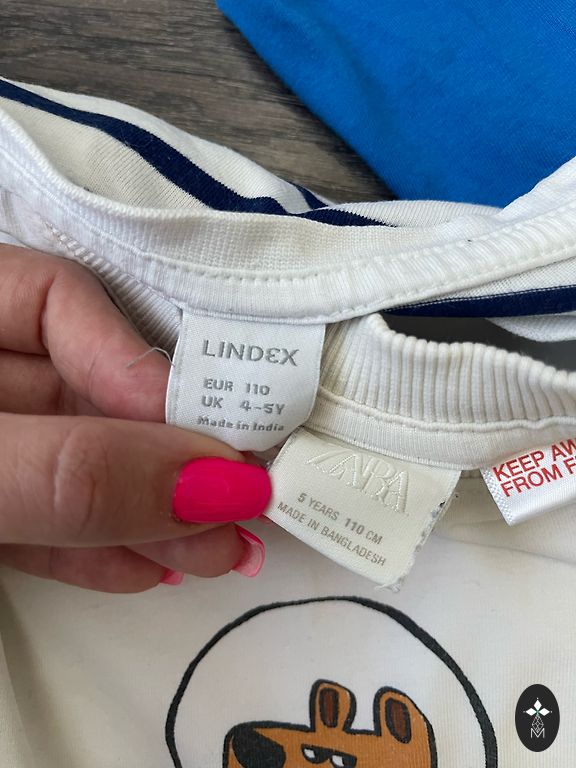 LINDEX
EUR 110
UK 4-5Y
Made in India
ZARA
5 YEARS 110 CM
MADE IN BANGLADESH
KEEP AW
FROM F
M